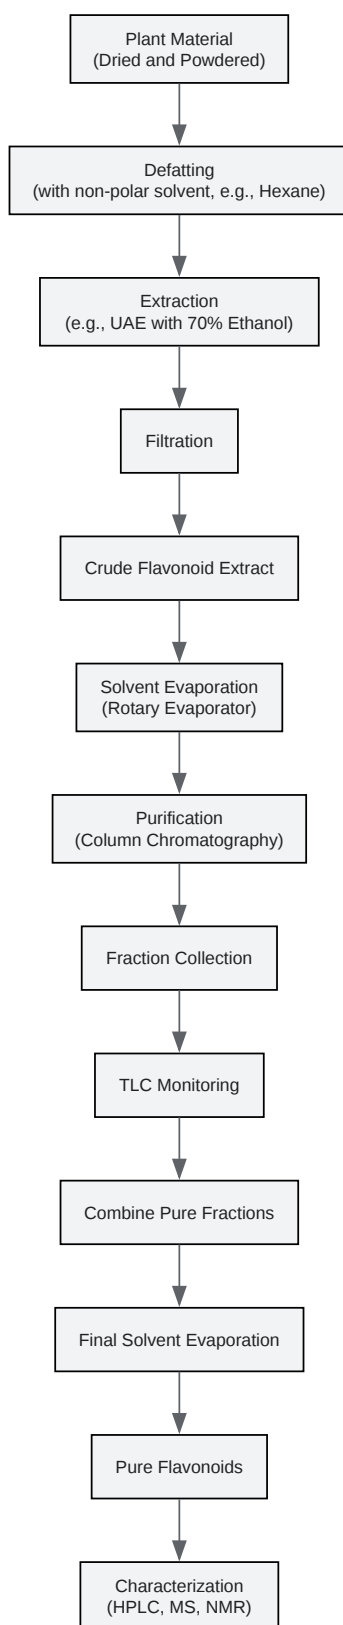 Plant Material
(Dried and Powdered)
Defatting
(with non-polar solvent, e.g., Hexane)
Extraction
(e.g., UAE with 70% Ethanol)
Filtration
Crude Flavonoid Extract
Solvent Evaporation
(Rotary Evaporator)
Purification
(Column Chromatography)
Fraction Collection
TLC Monitoring
Combine Pure Fractions
Final Solvent Evaporation
Pure Flavonoids
Characterization
(HPLC, MS, NMR)